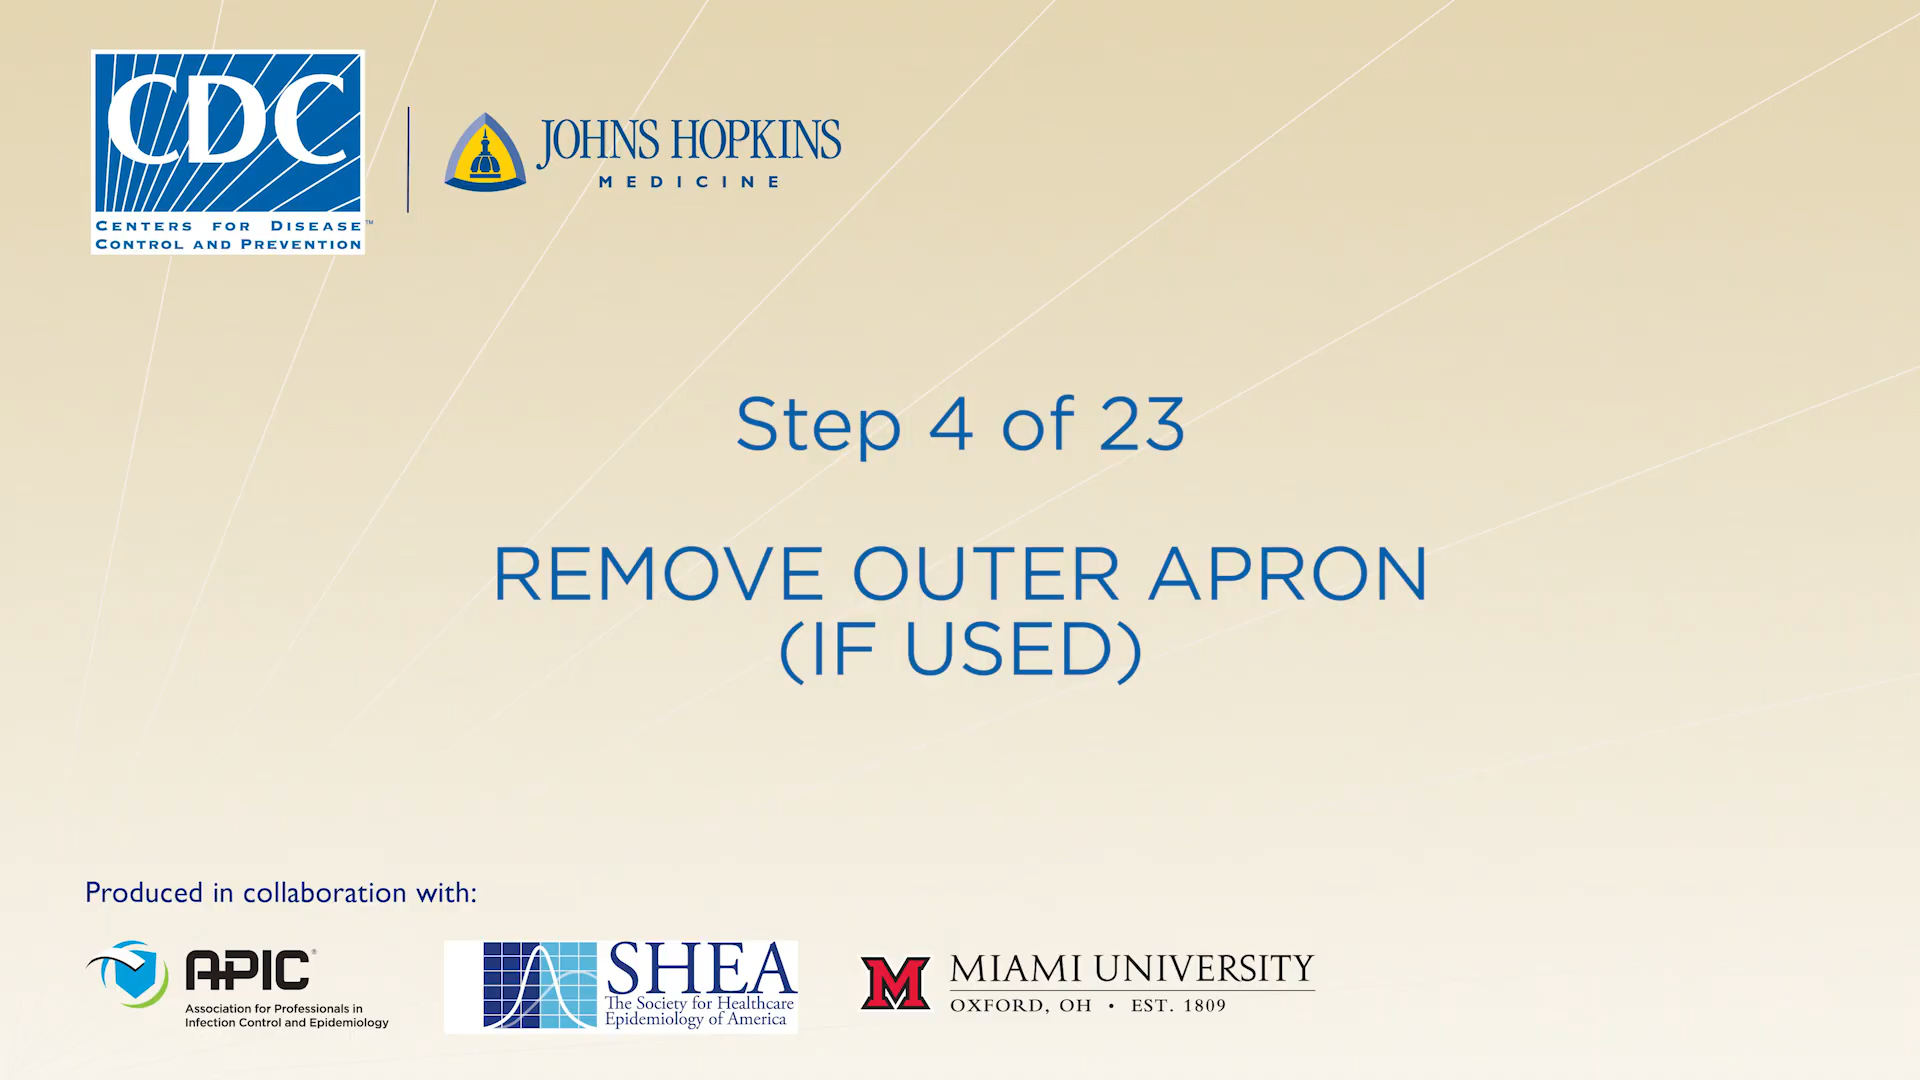 CDC
CENTERS FOR DISEASE™
CONTROL AND PREVENTION
JOHNS HOPKINS
MEDICINE
Step 4 of 23
REMOVE OUTER APRON
(IF USED)
Produced in collaboration with:
APIC®
Association for Professionals in
Infection Control and Epidemiology
SHEA
The Society for Healthcare
Epidemiology of America
M
MIAMI UNIVERSITY
OXFORD, OH • EST. 1809